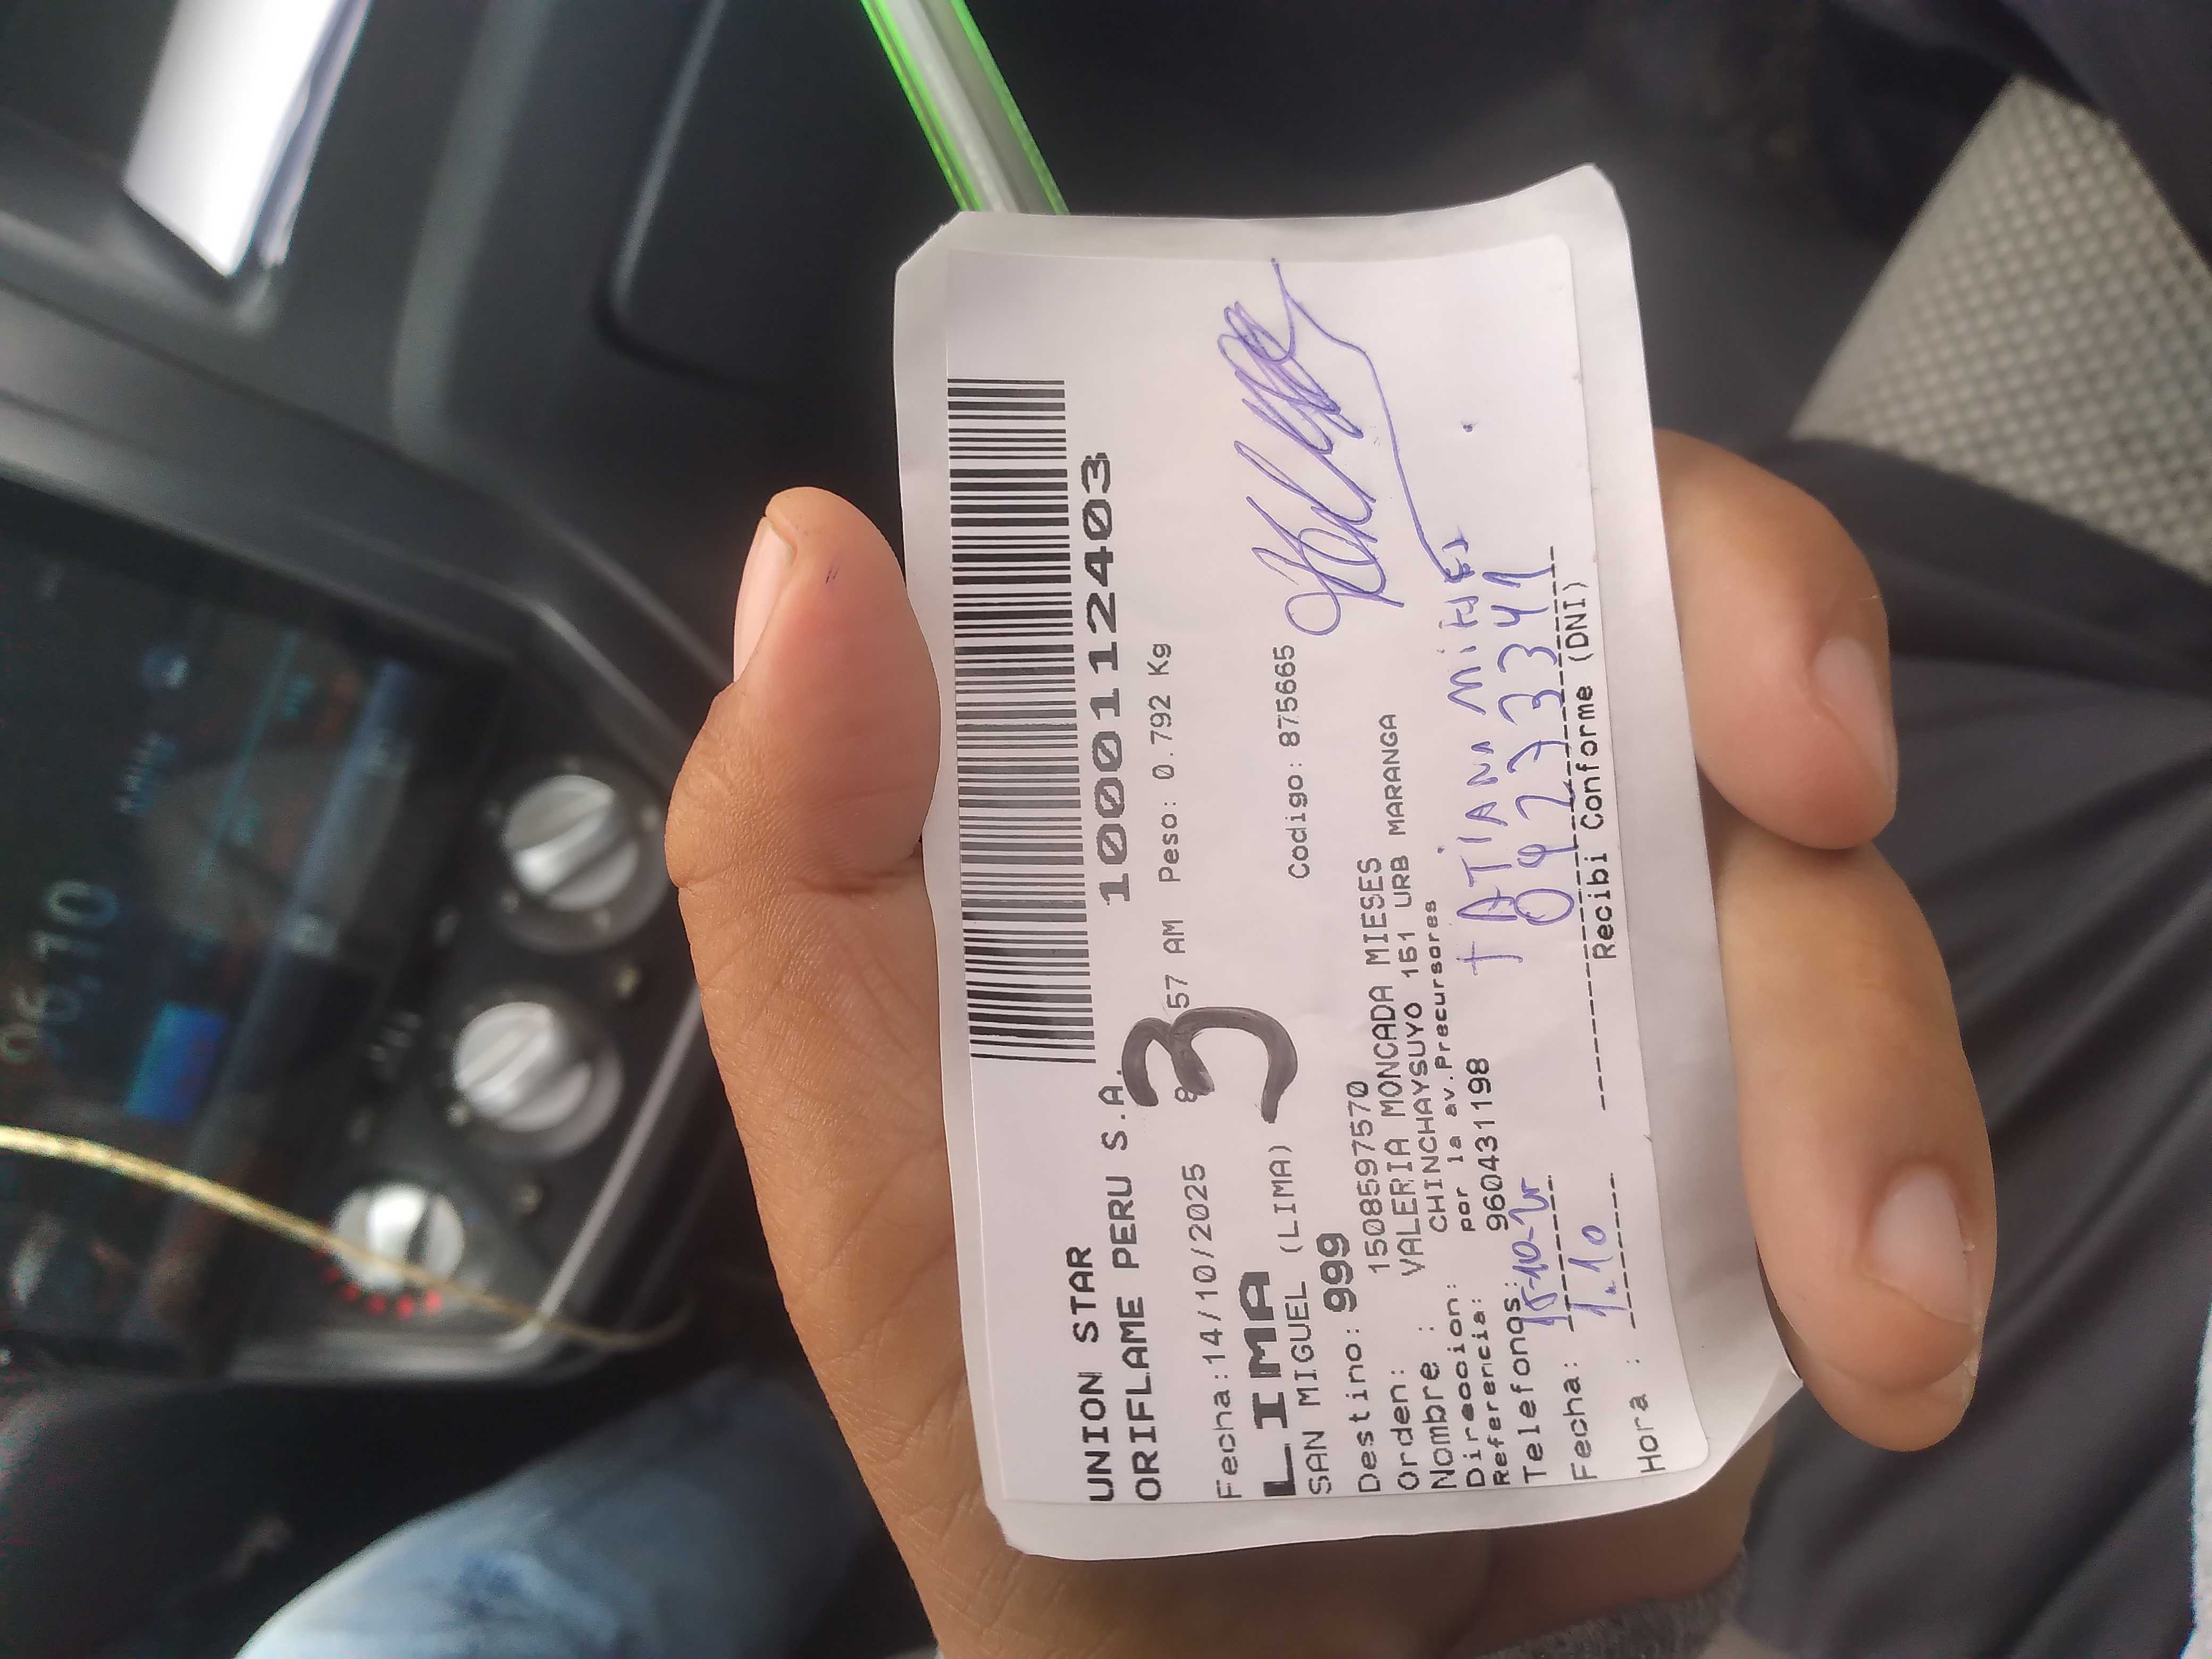 UNION STAR
ORIFLAME PERU S.A.
10001112403
Fecha:14/10/2025 8 57 AM Peso: 0.792 Kg
3
LIMA
SAN MIGUEL (LIMA)
Destino: 999 Codigo: 875665
Orden: 1508597570
Nombre : VALERIA MONCADA MIESES
Direccion: CHINCHAYSUYO 161 URB MARANGA
Referencia: por la av.Precursores
Telefonos: 960431198
TATIANA
Fecha:
Hora : 1.10
Recibi Conforme (DNI)
96,10